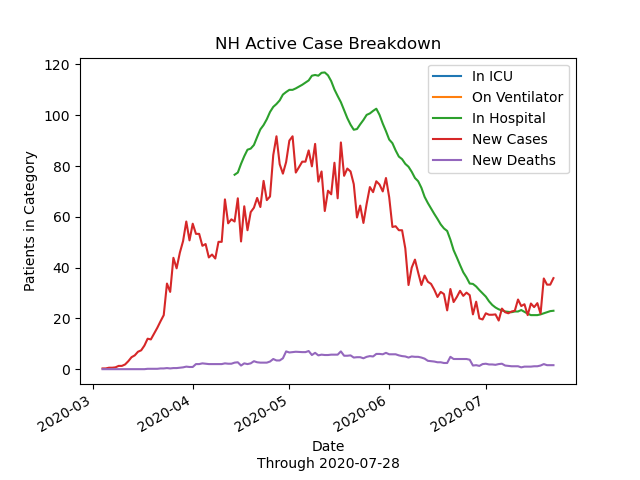 NH Active Case Breakdown
In ICU
On Ventilator
In Hospital
New Cases
New Deaths
Patients in Category
120
100
80
60
40
20
0
2020-03
2020-04
2020-05
2020-06
2020-07
Date
Through 2020-07-28